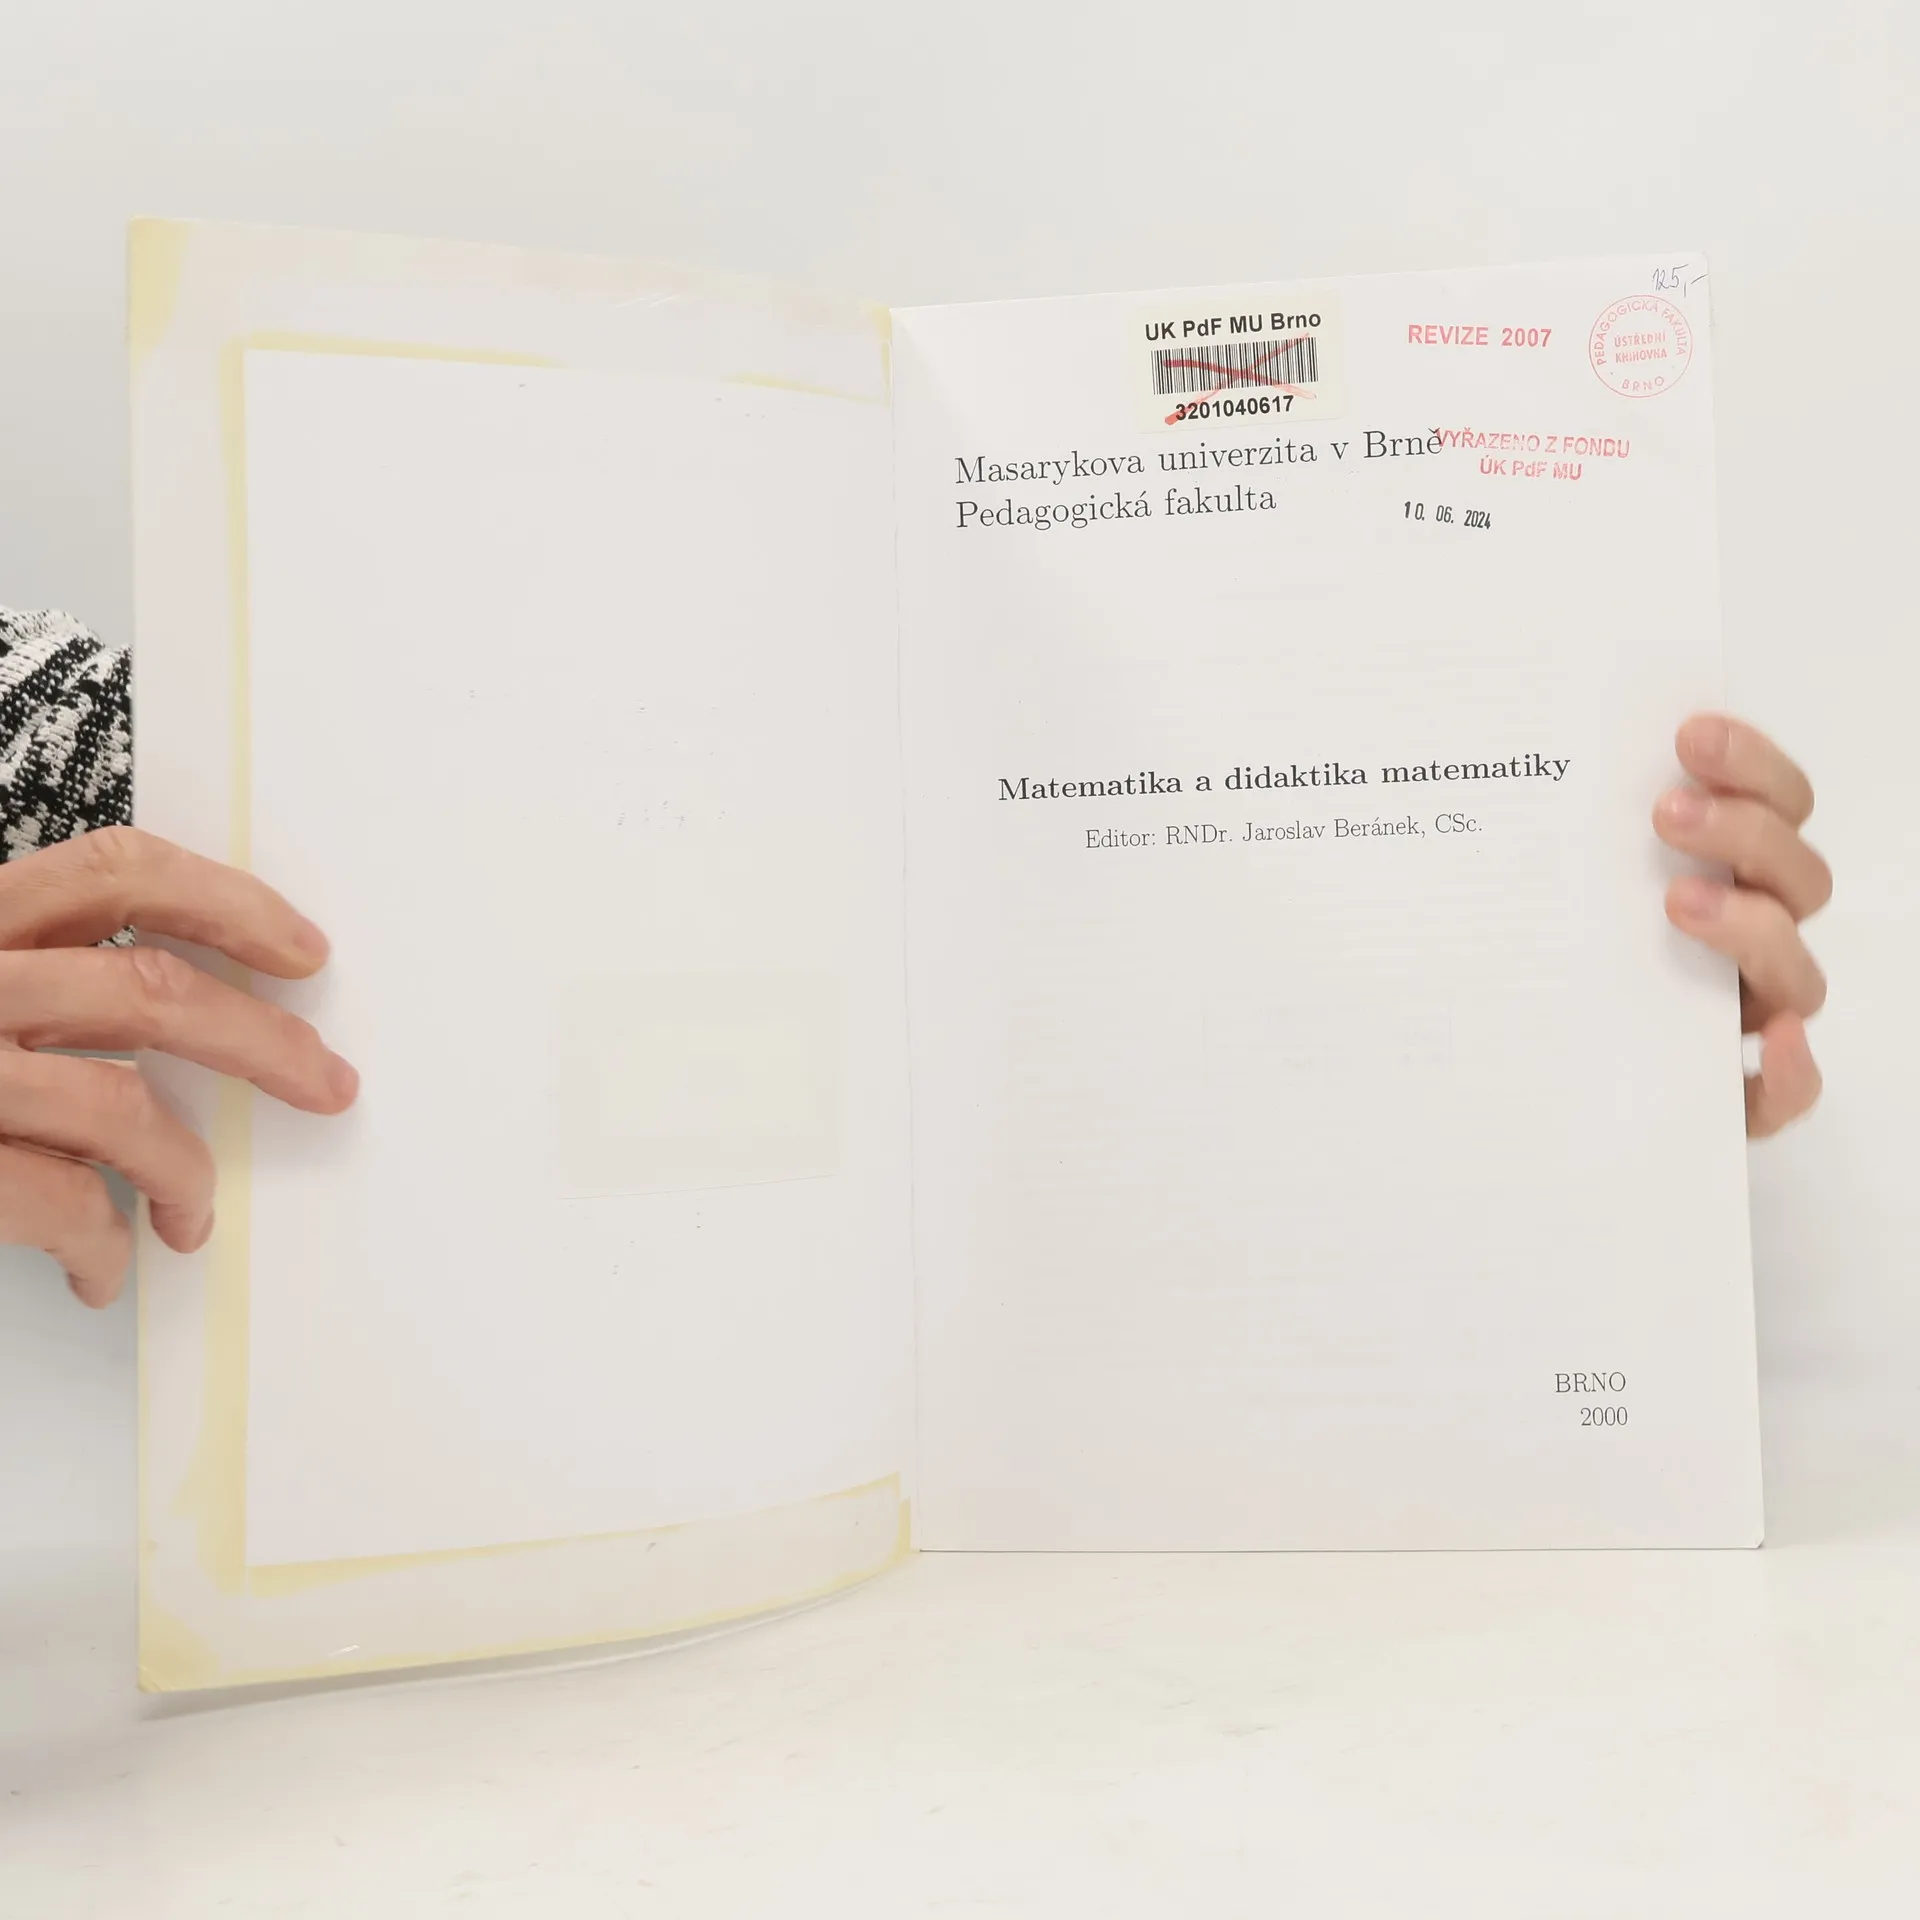 125,-
UK PdF MU Brno
3201040617
REVIZE 2007
PEDAGOGICKÁ FAKULTA
ÚSTŘEDNÍ
KNIHOVNA
BRNO
Masarykova univerzita v Brně
Pedagogická fakulta
VYŘAZENO Z FONDU
ÚK PdF MU
10. 06. 2024
Matematika a didaktika matematiky
Editor: RNDr. Jaroslav Beránek, CSc.
BRNO
2000